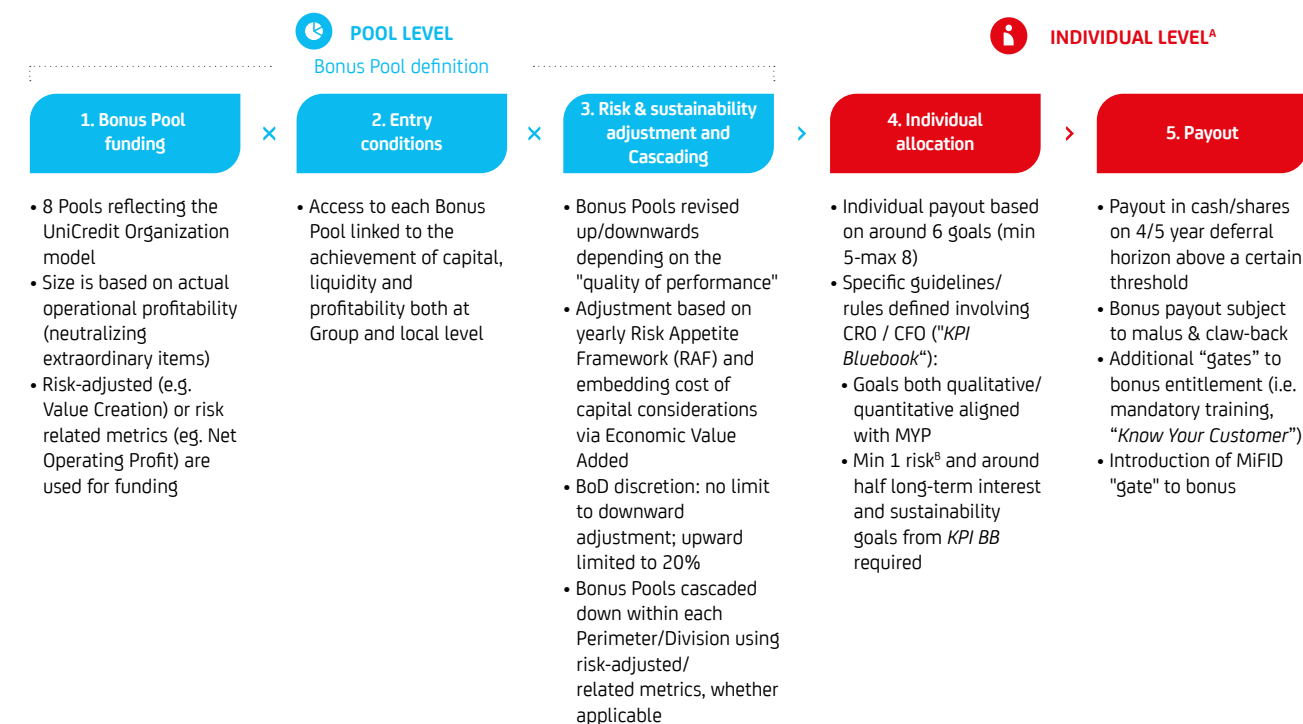 POOL LEVEL
Bonus Pool definition
INDIVIDUAL LEVELᴬ
1. Bonus Pool
funding
×
2. Entry
conditions
×
3. Risk & sustainability
adjustment and
Cascading
>
4. Individual
allocation
>
5. Payout
• 8 Pools reflecting the
UniCredit Organization
model
• Size is based on actual
operational profitability
(neutralizing
extraordinary items)
• Risk-adjusted (e.g.
Value Creation) or risk
related metrics (eg. Net
Operating Profit) are
used for funding
• Access to each Bonus
Pool linked to the
achievement of capital,
liquidity and
profitability both at
Group and local level
• Bonus Pools revised
up/downwards
depending on the
"quality of performance"
• Adjustment based on
yearly Risk Appetite
Framework (RAF) and
embedding cost of
capital considerations
via Economic Value
Added
• BoD discretion: no limit
to downward
adjustment; upward
limited to 20%
• Bonus Pools cascaded
down within each
Perimeter/Division using
risk-adjusted/
related metrics, whether
applicable
• Individual payout based
on around 6 goals (min
5-max 8)
• Specific guidelines/
rules defined involving
CRO / CFO ("KPI
Bluebook“):
• Goals both qualitative/
quantitative aligned
with MYP
• Min 1 riskᴮ and around
half long-term interest
and sustainability
goals from KPI BB
required
• Payout in cash/shares
on 4/5 year deferral
horizon above a certain
threshold
• Bonus payout subject
to malus & claw-back
• Additional “gates” to
bonus entitlement (i.e.
mandatory training,
“Know Your Customer”)
• Introduction of MiFID
"gate" to bonus